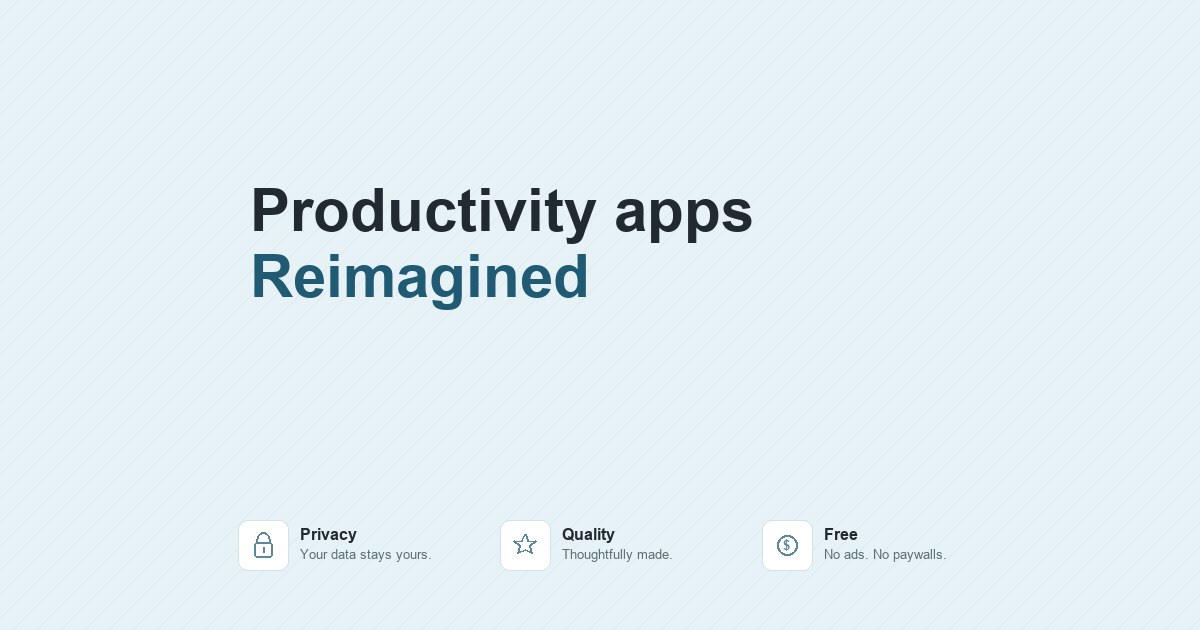 Productivity apps
Reimagined
Privacy
Your data stays yours.
Quality
Thoughtfully made.
$
Free
No ads. No paywalls.